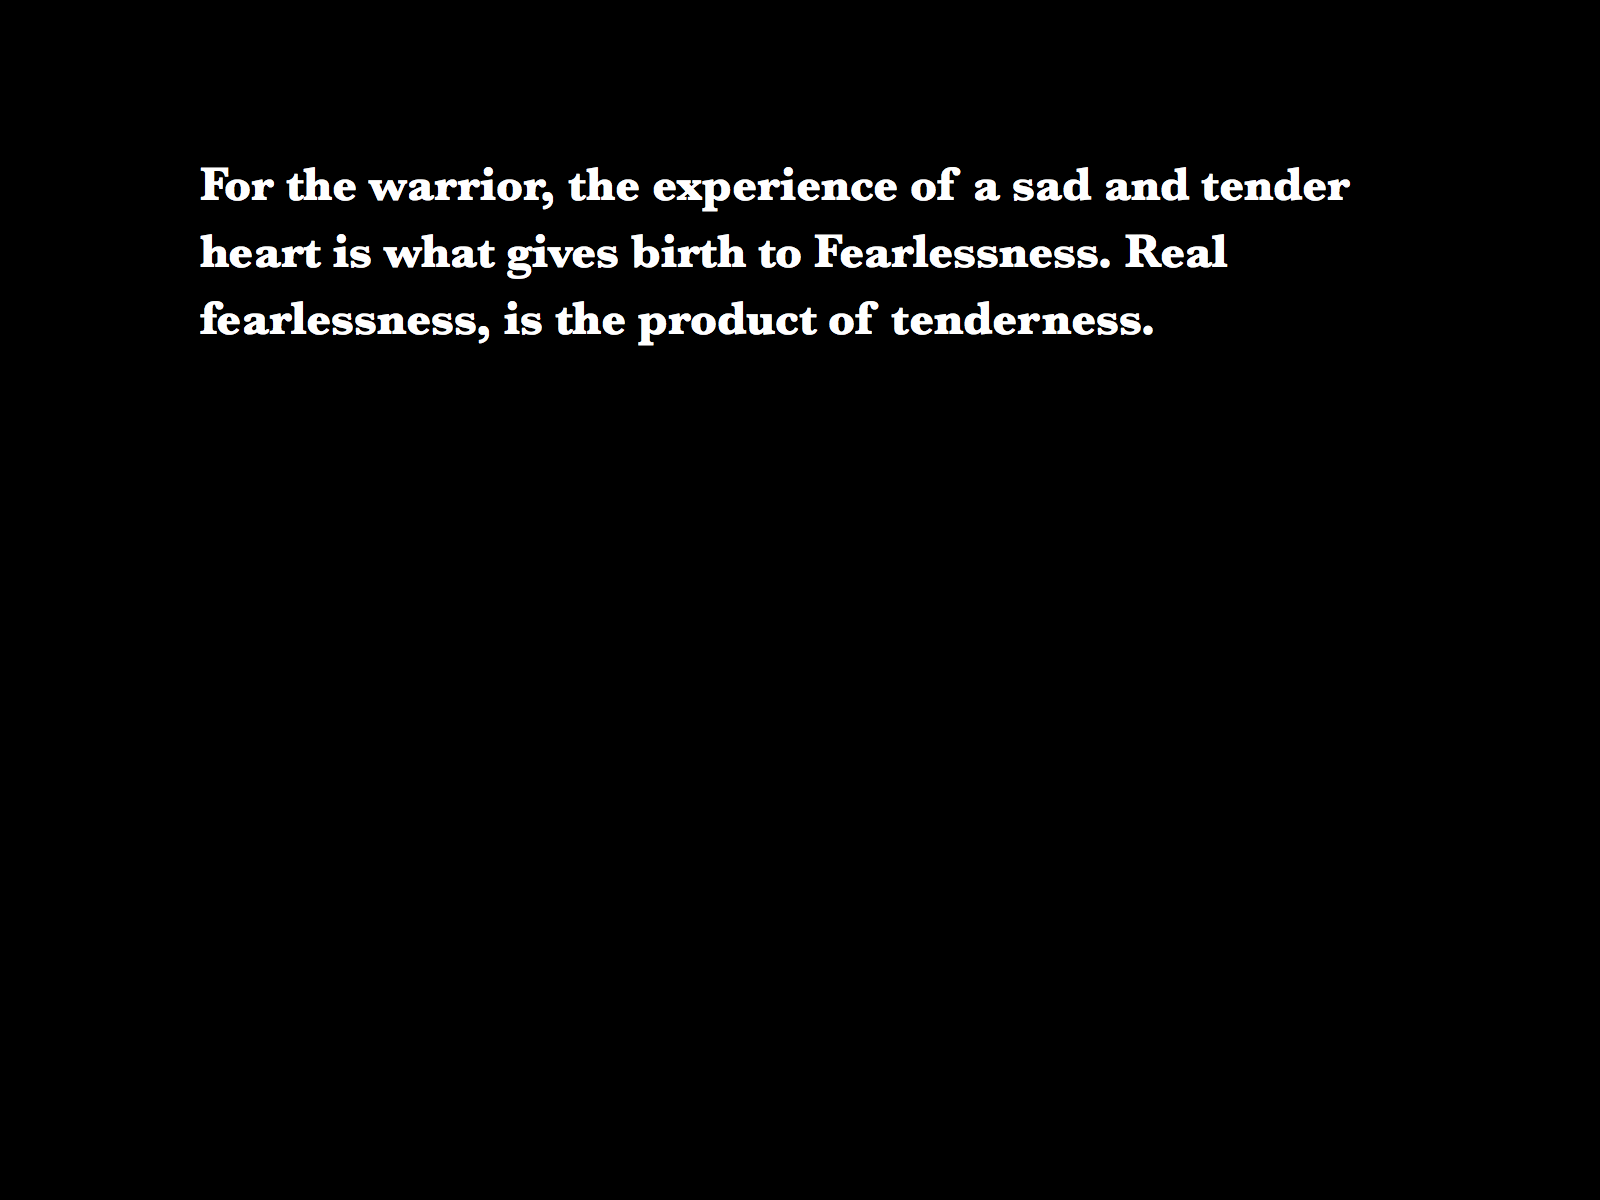 For the warrior, the experience of a sad and tender
heart is what gives birth to Fearlessness. Real
fearlessness, is the product of tenderness.